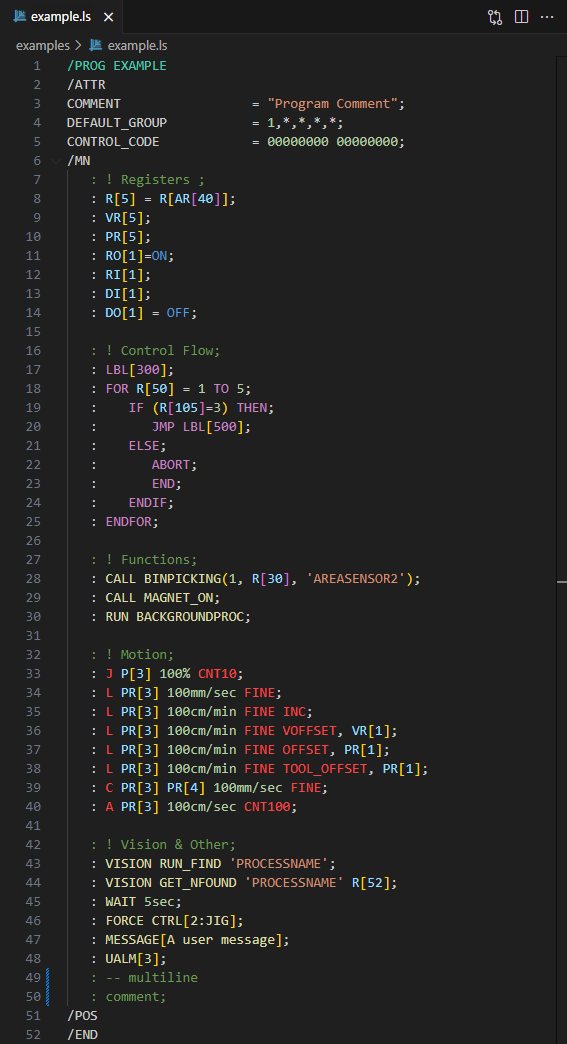 example.ls
examples > example.ls
1 /PROG EXAMPLE
2 /ATTR
3 COMMENT = "Program Comment";
4 DEFAULT_GROUP = 1,*,*,*,*;
5 CONTROL_CODE = 00000000 00000000;
6 /MN
7 : ! Registers ;
8 : R[5] = R[AR[40]];
9 : VR[5];
10 : PR[5];
11 : RO[1]=ON;
12 : RI[1];
13 : DI[1];
14 : DO[1] = OFF;
15
16 : ! Control Flow;
17 : LBL[300];
18 : FOR R[50] = 1 TO 5;
19 : IF (R[105]=3) THEN;
20 : JMP LBL[500];
21 : ELSE;
22 : ABORT;
23 : END;
24 : ENDIF;
25 : ENDFOR;
26
27 : ! Functions;
28 : CALL BINPICKING(1, R[30], 'AREASENSOR2');
29 : CALL MAGNET_ON;
30 : RUN BACKGROUNDPROC;
31
32 : ! Motion;
33 : J P[3] 100% CNT10;
34 : L PR[3] 100mm/sec FINE;
35 : L PR[3] 100cm/min FINE INC;
36 : L PR[3] 100cm/min FINE VOFFSET, VR[1];
37 : L PR[3] 100cm/min FINE OFFSET, PR[1];
38 : L PR[3] 100cm/min FINE TOOL_OFFSET, PR[1];
39 : C PR[3] PR[4] 100mm/sec FINE;
40 : A PR[3] 100cm/sec CNT100;
41
42 : ! Vision & Other;
43 : VISION RUN_FIND 'PROCESSNAME';
44 : VISION GET_NFOUND 'PROCESSNAME' R[52];
45 : WAIT 5sec;
46 : FORCE CTRL[2:JIG];
47 : MESSAGE[A user message];
48 : UALM[3];
49 : -- multiline
50 : comment;
51 /POS
52 /END